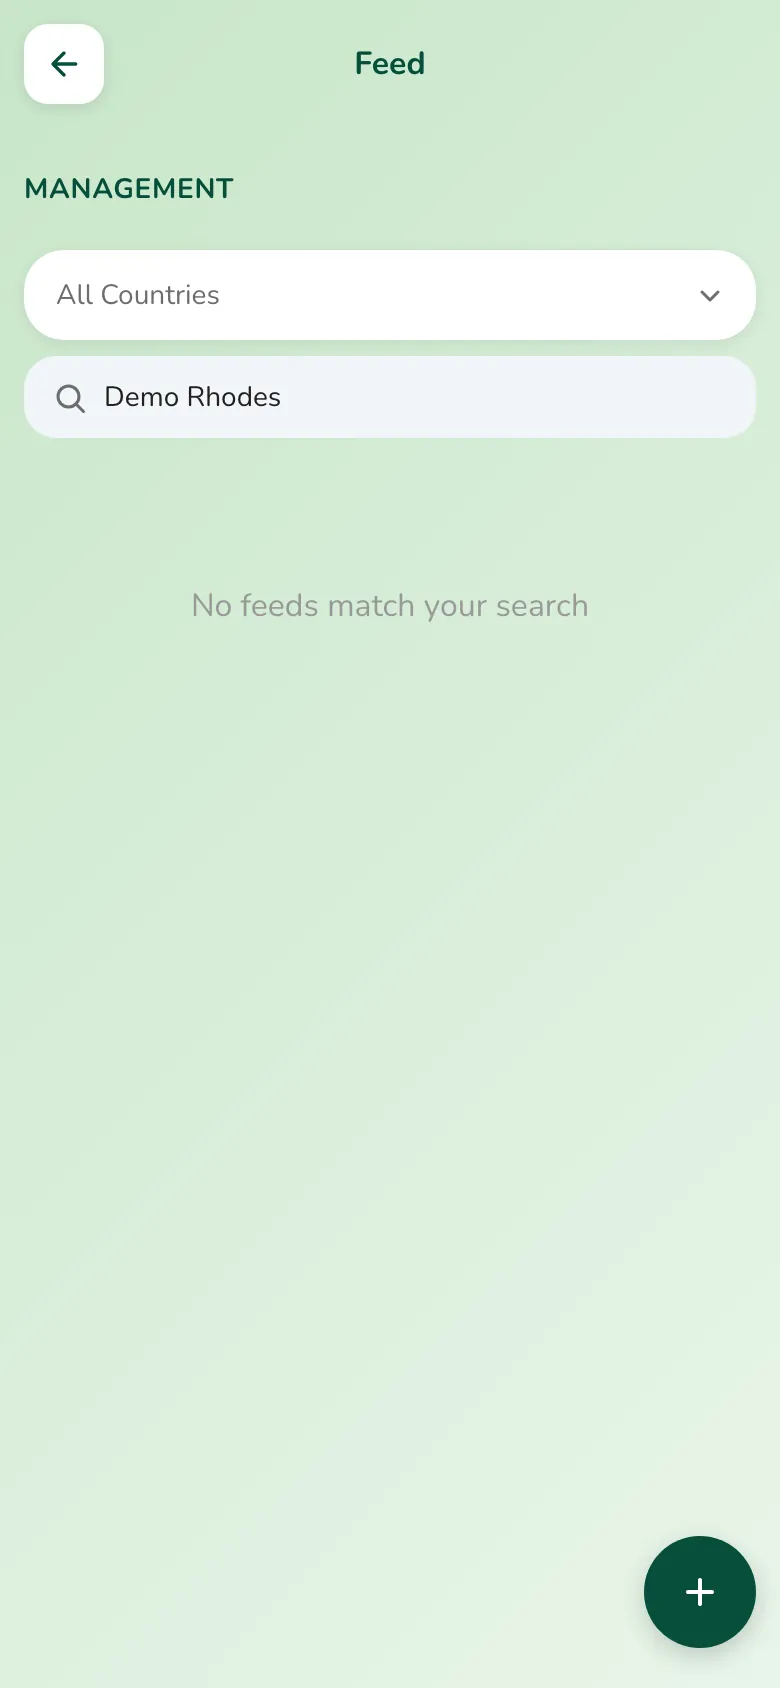 Feed
MANAGEMENT
All Countries
Demo Rhodes
No feeds match your search